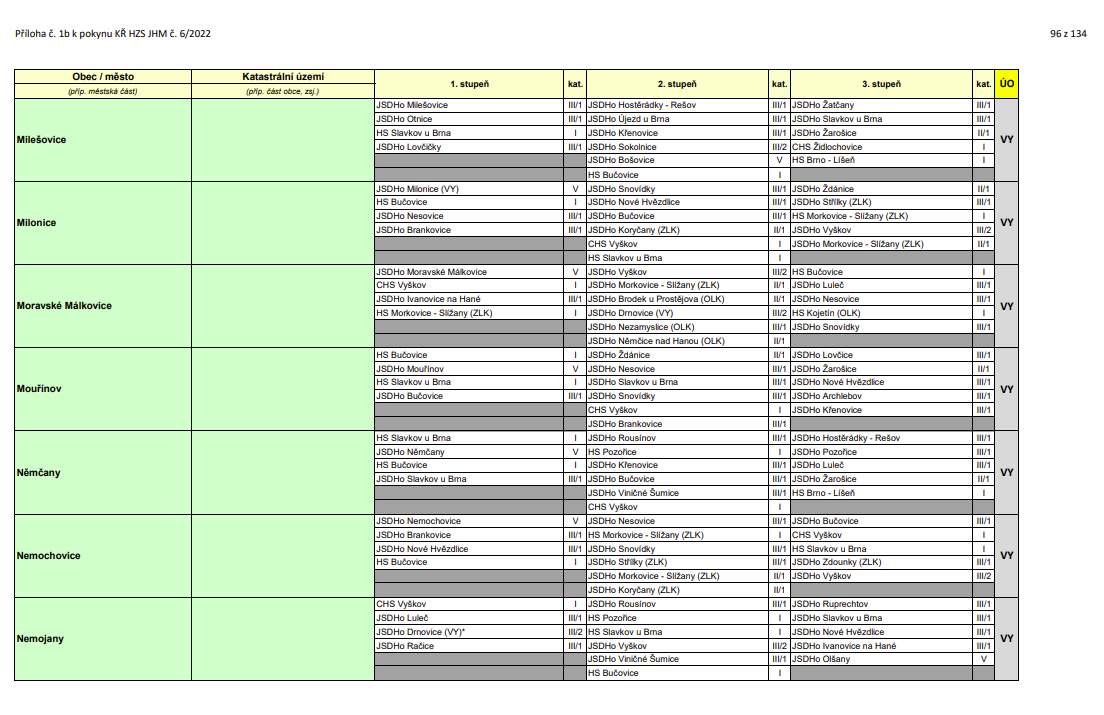 Příloha č. 1b k pokynu KŘ HZS JHM č. 6/2022 96 z 134
Obec / město Katastrální území 1. stupeň kat. 2. stupeň kat. 3. stupeň kat. ÚO
(příp. městská část) (příp. část obce, zsj.)
JSDHo Milešovice III/1 JSDHo Hostěrádky - Rešov III/1 JSDHo Žatčany III/1
JSDHo Otnice III/1 JSDHo Újezd u Brna III/1 JSDHo Slavkov u Brna III/1
HS Slavkov u Brna I JSDHo Křenovice III/1 JSDHo Žarošice II/1
Milešovice JSDHo Lovčičky III/1 JSDHo Sokolnice III/2 CHS Židlochovice I VY
JSDHo Bošovice V HS Brno - Líšeň I
HS Bučovice I
JSDHo Milonice (VY) V JSDHo Snovídky III/1 JSDHo Ždánice II/1
HS Bučovice I JSDHo Nové Hvězdlice III/1 JSDHo Střílky (ZLK) III/1
JSDHo Nesovice III/1 JSDHo Bučovice III/1 HS Morkovice - Slížany (ZLK) I
Milonice JSDHo Brankovice III/1 JSDHo Koryčany (ZLK) II/1 JSDHo Vyškov III/2 VY
CHS Vyškov I JSDHo Morkovice - Slížany (ZLK) II/1
HS Slavkov u Brna I
JSDHo Moravské Málkovice V JSDHo Vyškov III/2 HS Bučovice I
CHS Vyškov I JSDHo Morkovice - Slížany (ZLK) II/1 JSDHo Luleč III/1
JSDHo Ivanovice na Hané III/1 JSDHo Brodek u Prostějova (OLK) II/1 JSDHo Nesovice III/1
Moravské Málkovice HS Morkovice - Slížany (ZLK) I JSDHo Drnovice (VY) III/2 HS Kojetín (OLK) I VY
JSDHo Nezamyslice (OLK) III/1 JSDHo Snovídky III/1
JSDHo Němčice nad Hanou (OLK) II/1
HS Bučovice I JSDHo Ždánice II/1 JSDHo Lovčice III/1
JSDHo Mouřínov V JSDHo Nesovice III/1 JSDHo Žarošice II/1
HS Slavkov u Brna I JSDHo Slavkov u Brna III/1 JSDHo Nové Hvězdlice III/1
Mouřínov JSDHo Bučovice III/1 JSDHo Snovídky III/1 JSDHo Archlebov III/1 VY
CHS Vyškov I JSDHo Křenovice III/1
JSDHo Brankovice III/1
HS Slavkov u Brna I JSDHo Rousínov III/1 JSDHo Hostěrádky - Rešov III/1
JSDHo Němčany V HS Pozořice I JSDHo Pozořice III/1
HS Bučovice I JSDHo Křenovice III/1 JSDHo Luleč III/1
Němčany JSDHo Slavkov u Brna III/1 JSDHo Bučovice III/1 JSDHo Žarošice II/1 VY
JSDHo Viničné Šumice III/1 HS Brno - Líšeň I
CHS Vyškov I
JSDHo Nemochovice V JSDHo Nesovice III/1 JSDHo Bučovice III/1
JSDHo Brankovice III/1 HS Morkovice - Slížany (ZLK) I CHS Vyškov I
JSDHo Nové Hvězdlice III/1 JSDHo Snovídky III/1 HS Slavkov u Brna I
Nemochovice HS Bučovice I JSDHo Střílky (ZLK) III/1 JSDHo Zdounky (ZLK) III/1 VY
JSDHo Morkovice - Slížany (ZLK) II/1 JSDHo Vyškov III/2
JSDHo Koryčany (ZLK) II/1
CHS Vyškov I JSDHo Rousínov III/1 JSDHo Ruprechtov III/1
JSDHo Luleč III/1 HS Pozořice I JSDHo Slavkov u Brna III/1
JSDHo Drnovice (VY)* III/2 HS Slavkov u Brna I JSDHo Nové Hvězdlice III/1
Nemojany JSDHo Račice III/1 JSDHo Vyškov III/2 JSDHo Ivanovice na Hané III/1 VY
JSDHo Viničné Šumice III/1 JSDHo Olšany V
HS Bučovice I